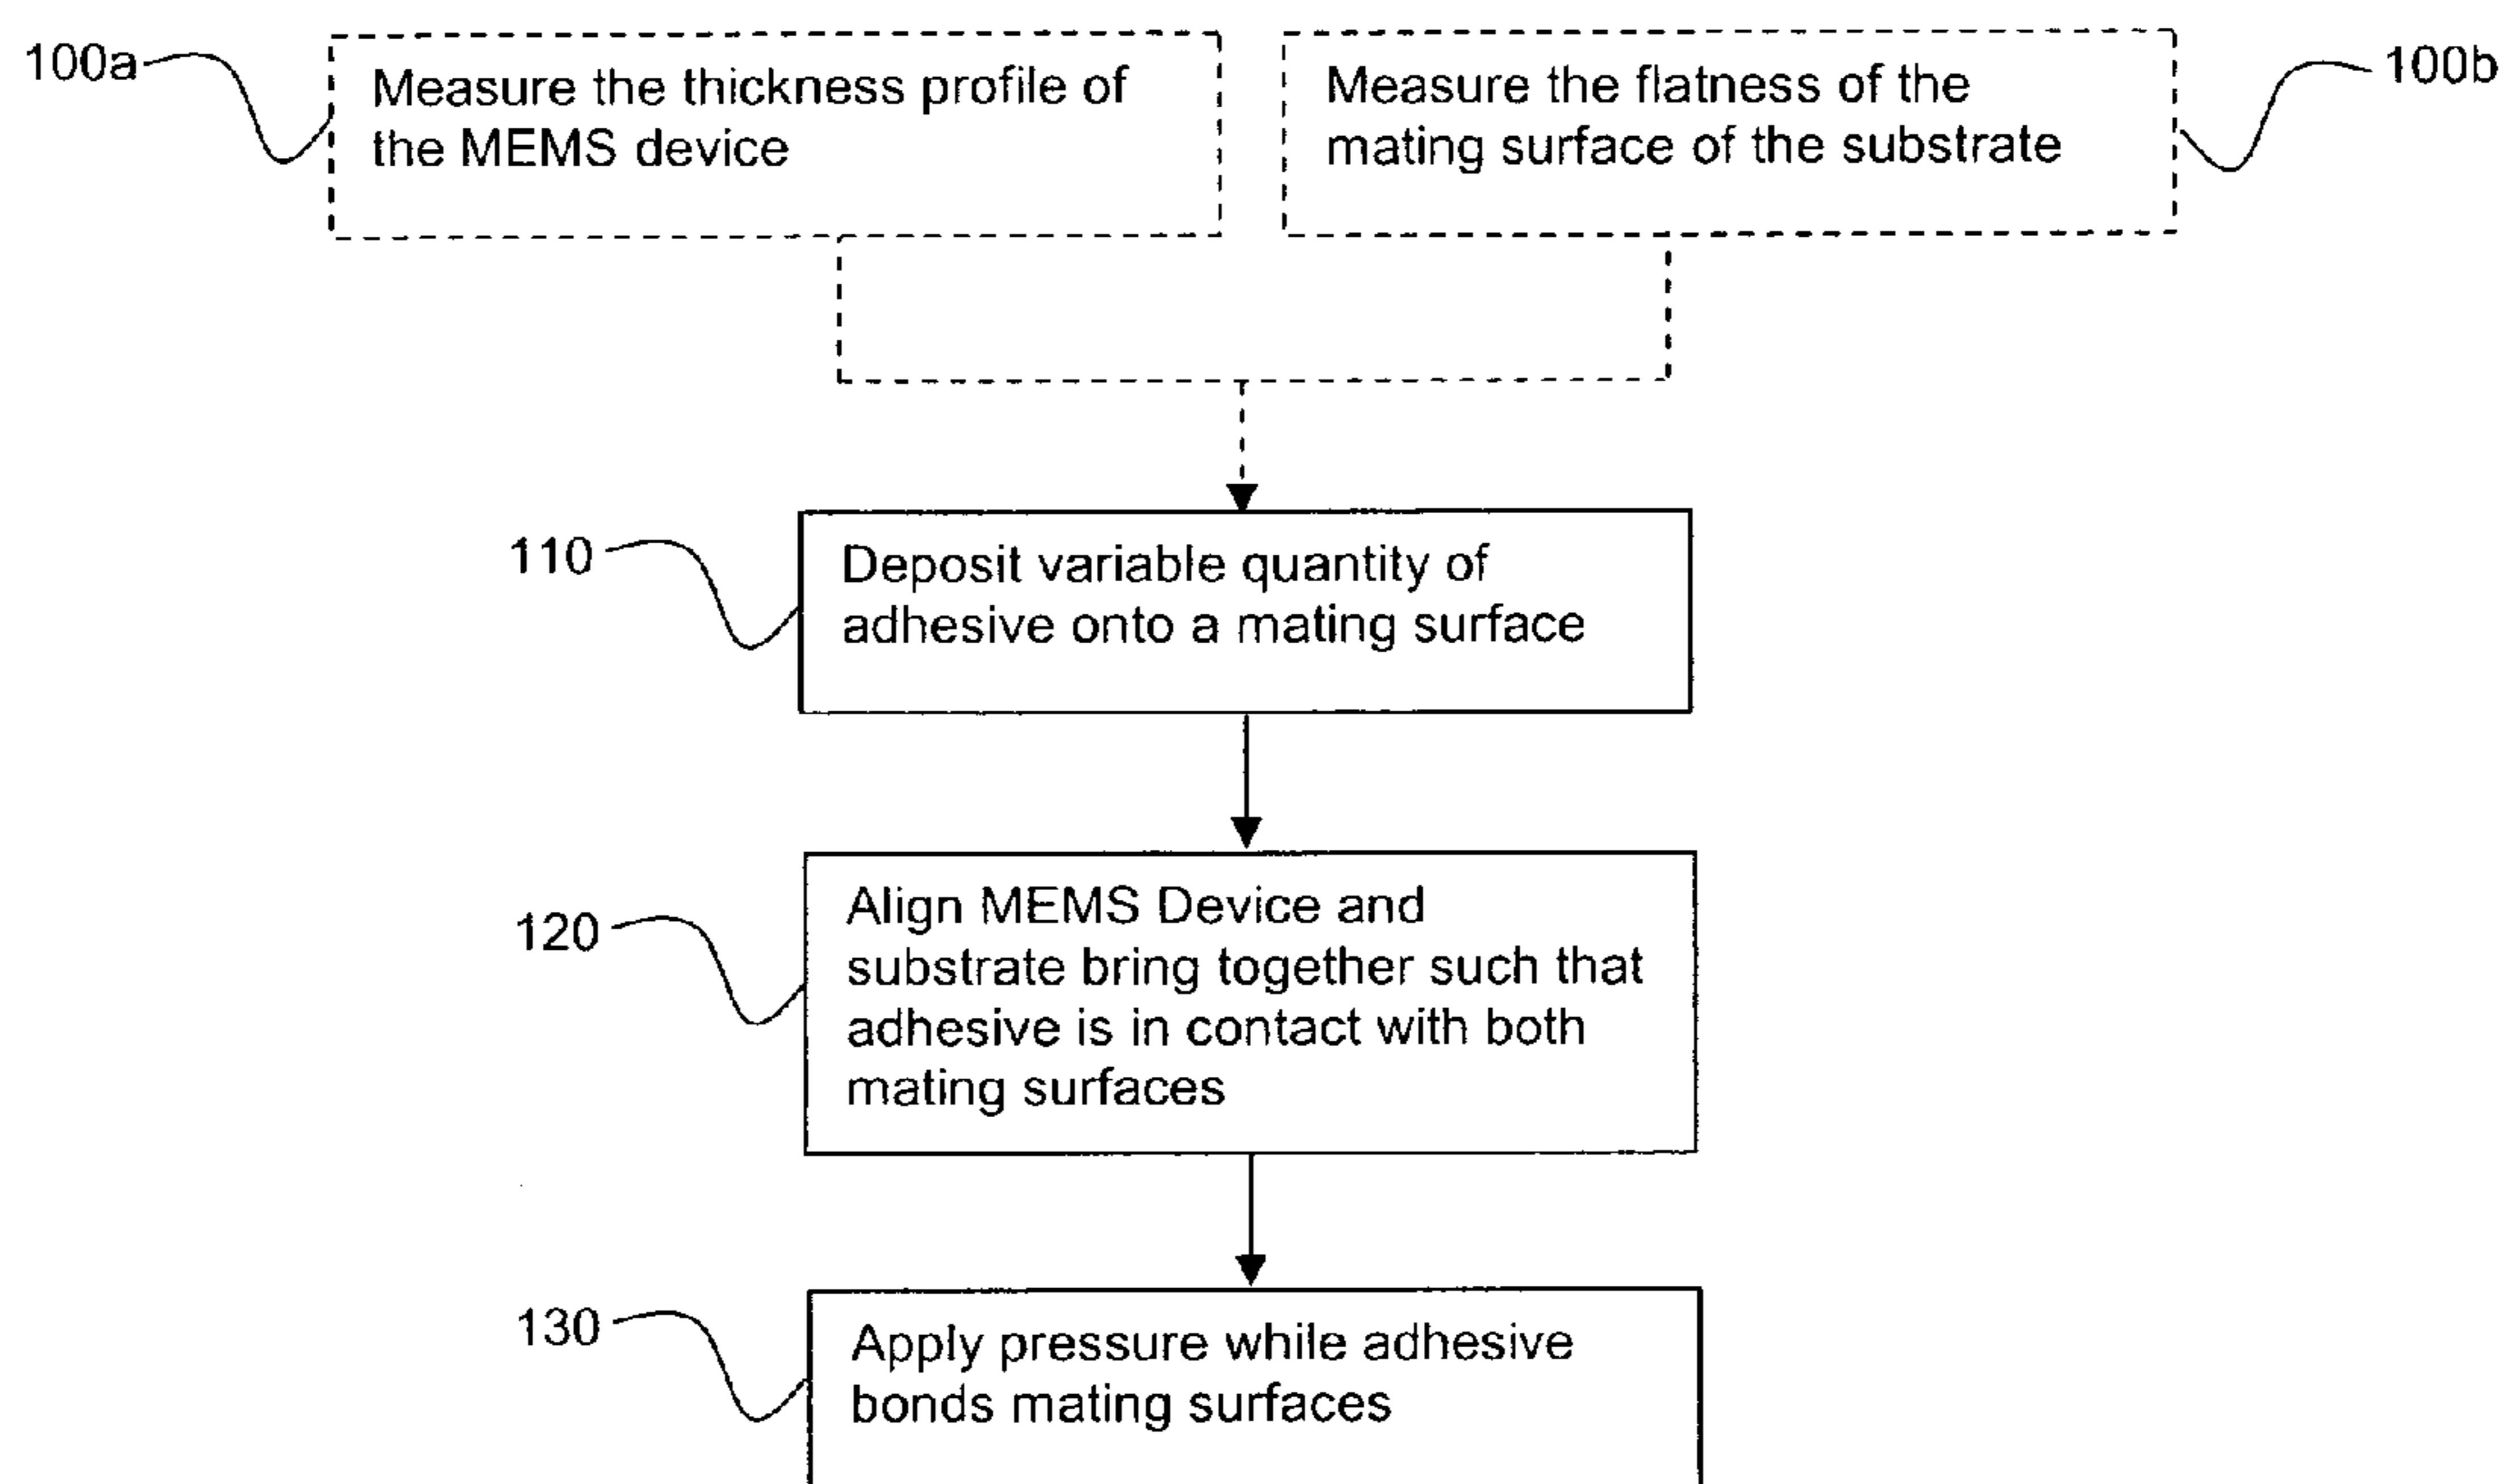 100a
Measure the thickness profile of
the MEMS device
Measure the flatness of the
mating surface of the substrate
100b
110
Deposit variable quantity of
adhesive onto a mating surface
120
Align MEMS Device and
substrate bring together such that
adhesive is in contact with both
mating surfaces
130
Apply pressure while adhesive
bonds mating surfaces